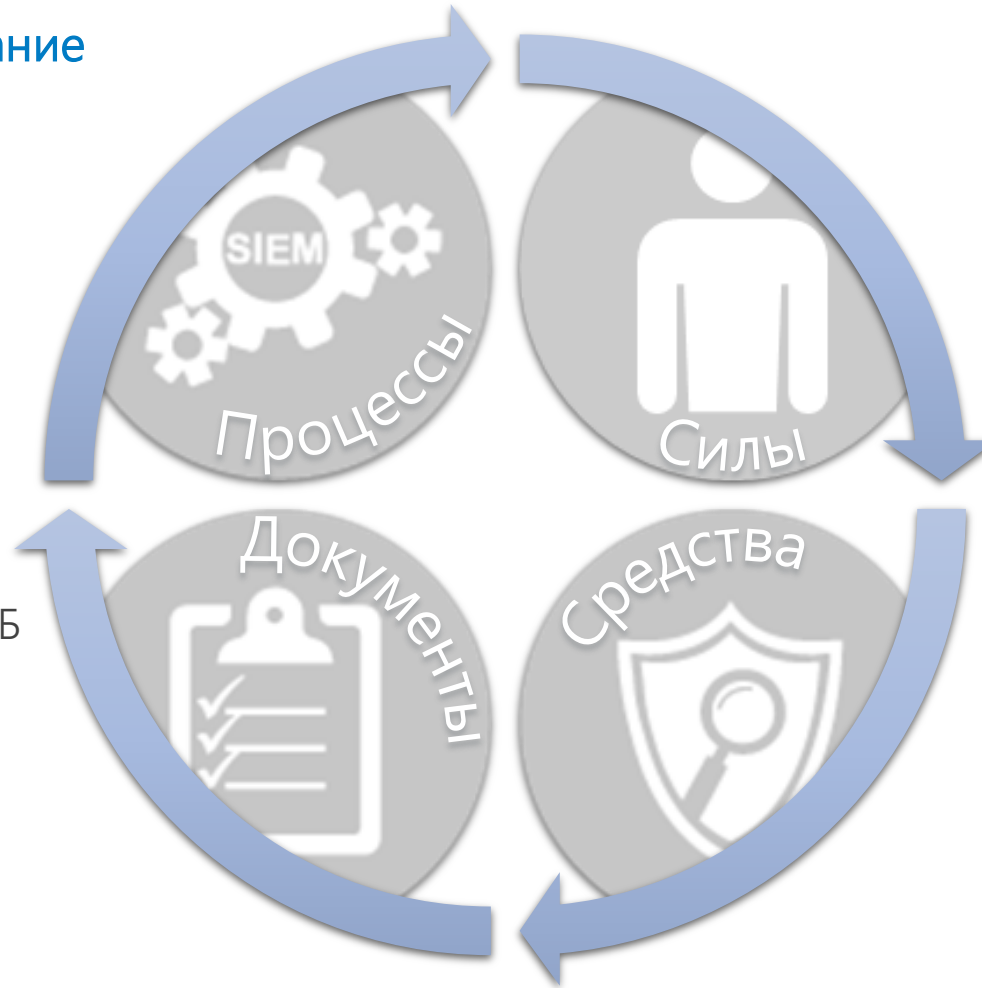 ание
SIEM
Процессы
Силы
Документы
Средства
Б